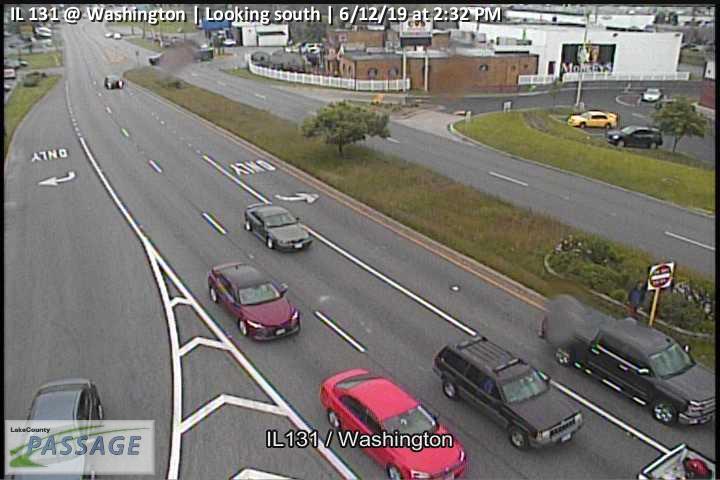 IL 131 @ Washington | Looking south | 6/12/19 at 2:32 PM
ONLY
ONLY
IL131 / Washington
LakeCounty
PASSAGE